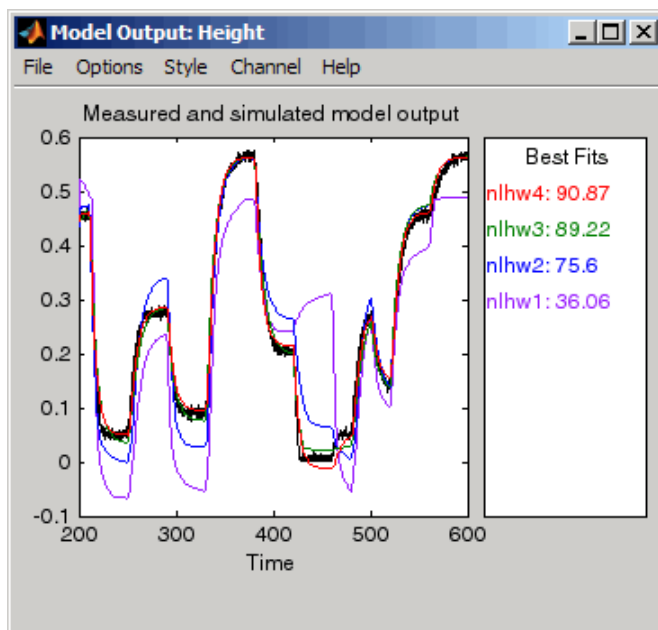 Model Output: Height
File Options Style Channel Help
Measured and simulated model output
0.6
0.5
0.4
0.3
0.2
0.1
0
-0.1
200 300 400 500 600
Time
Best Fits
nlhw4: 90.87
nlhw3: 89.22
nlhw2: 75.6
nlhw1: 36.06